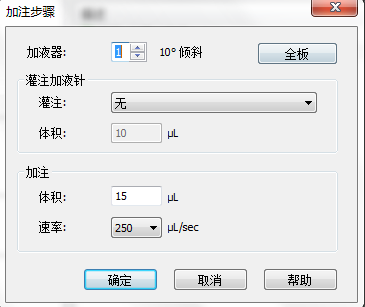 加注步骤
加液器: 1 10° 倾斜 全板
灌注加液针
灌注: 无
体积: 10 µL
加注
体积: 15 µL
速率: 250 µL/sec
确定 取消 帮助